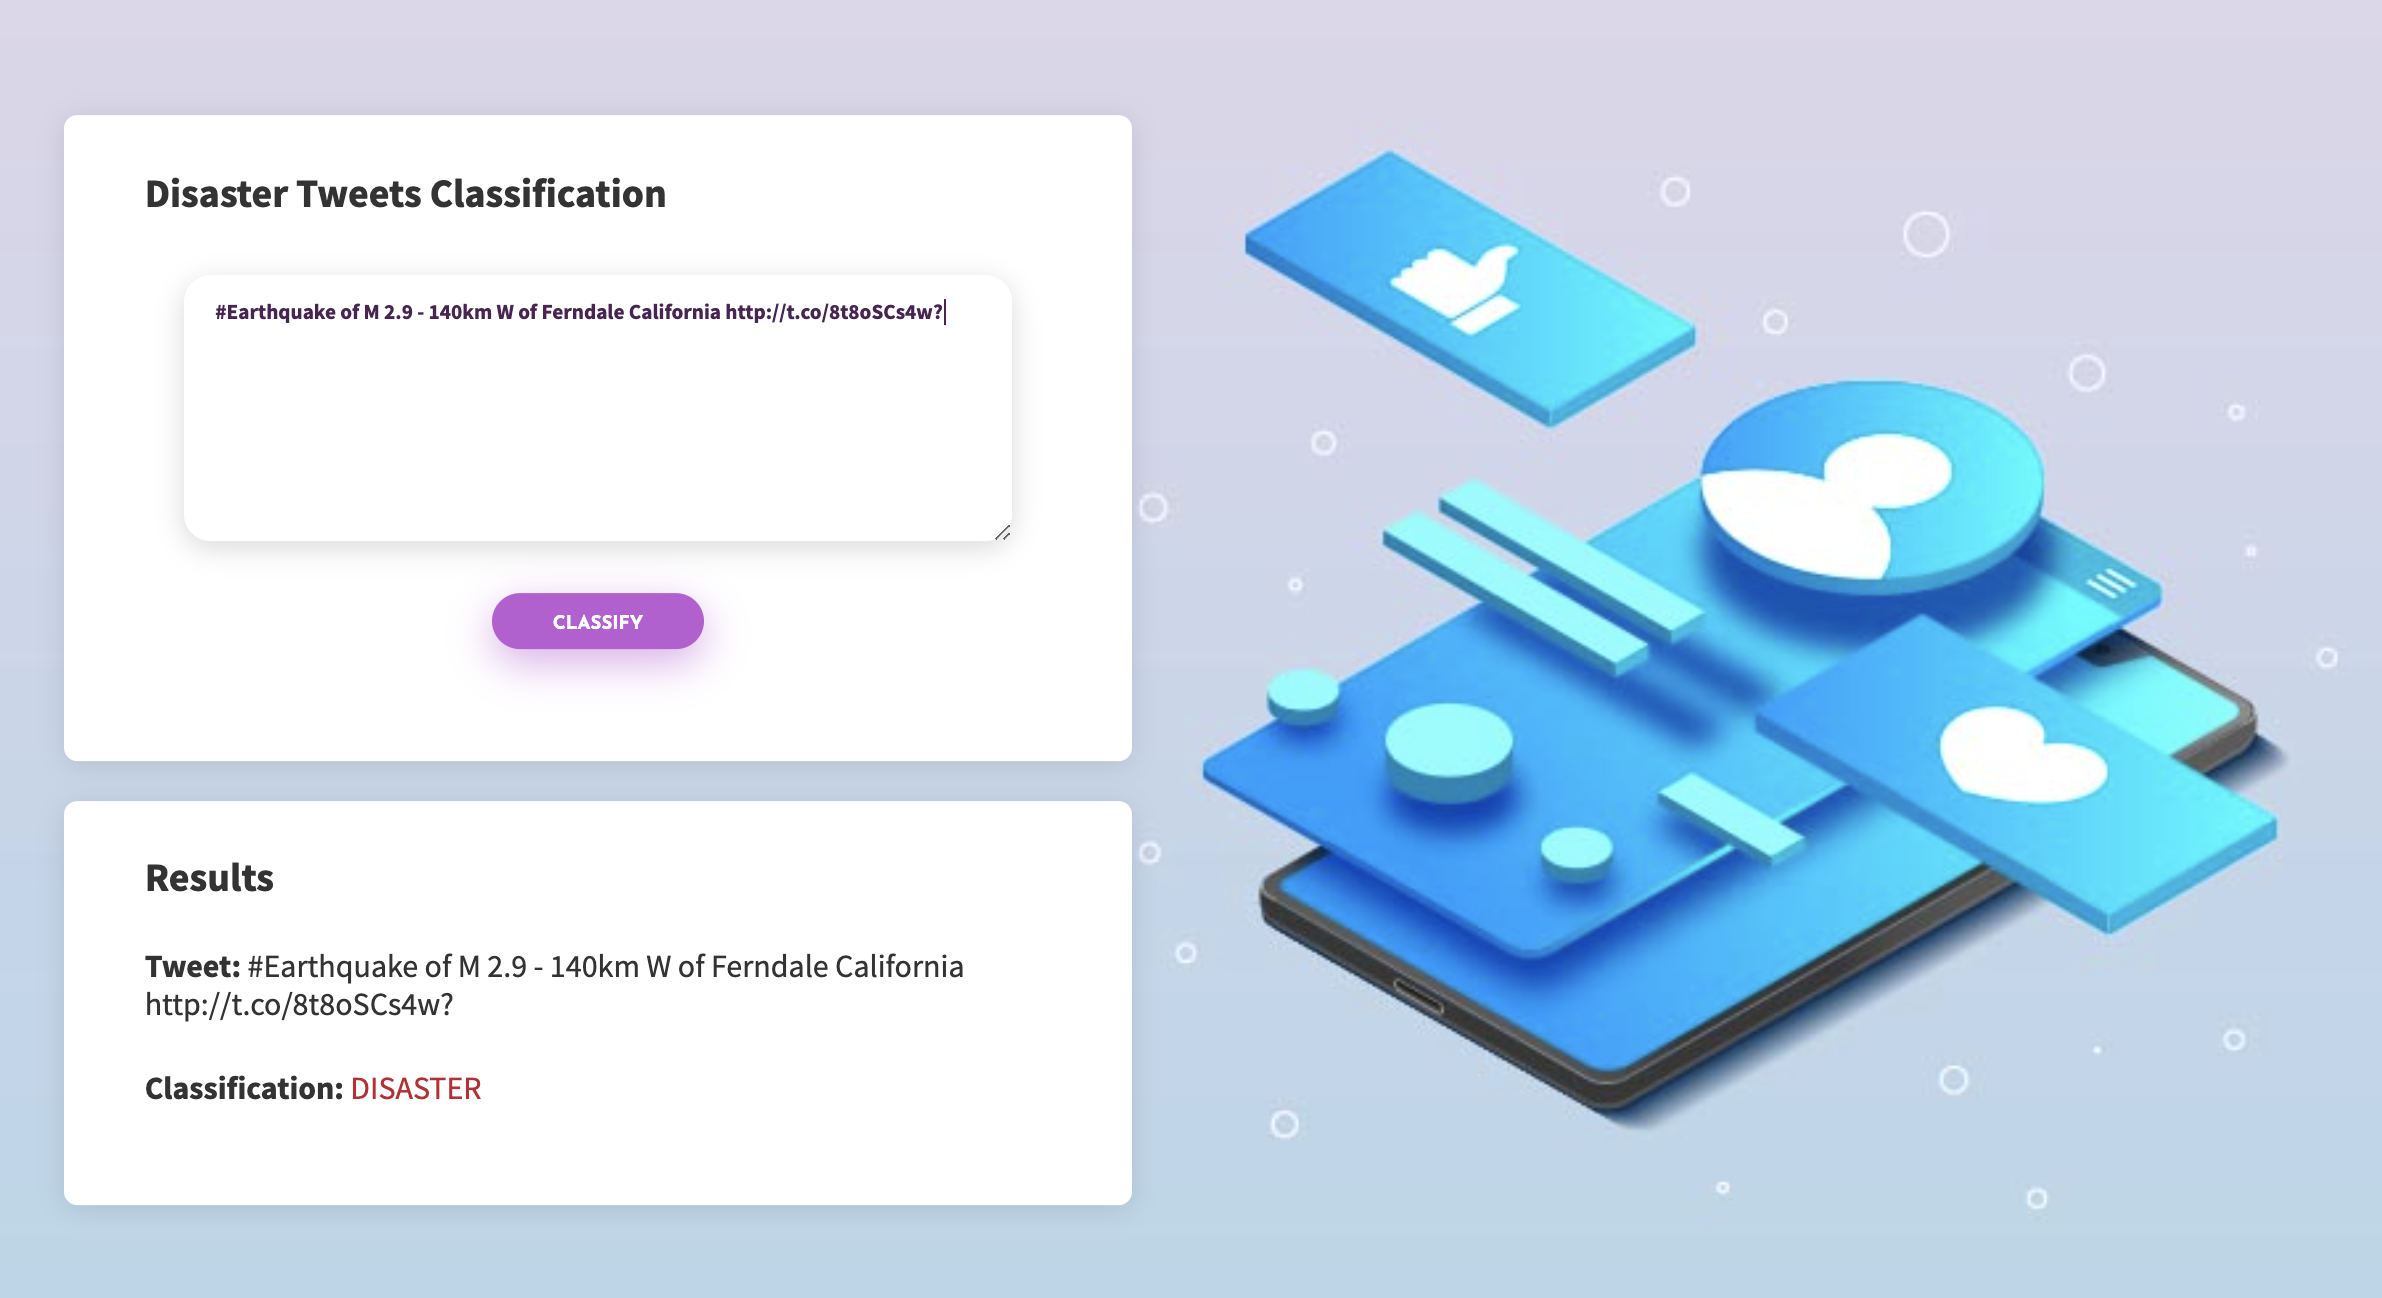 Disaster Tweets Classification
#Earthquake of M 2.9 - 140km W of Ferndale California http://t.co/8t8oSCs4w?
CLASSIFY
Results
Tweet: #Earthquake of M 2.9 - 140km W of Ferndale California
http://t.co/8t8oSCs4w?
Classification: DISASTER